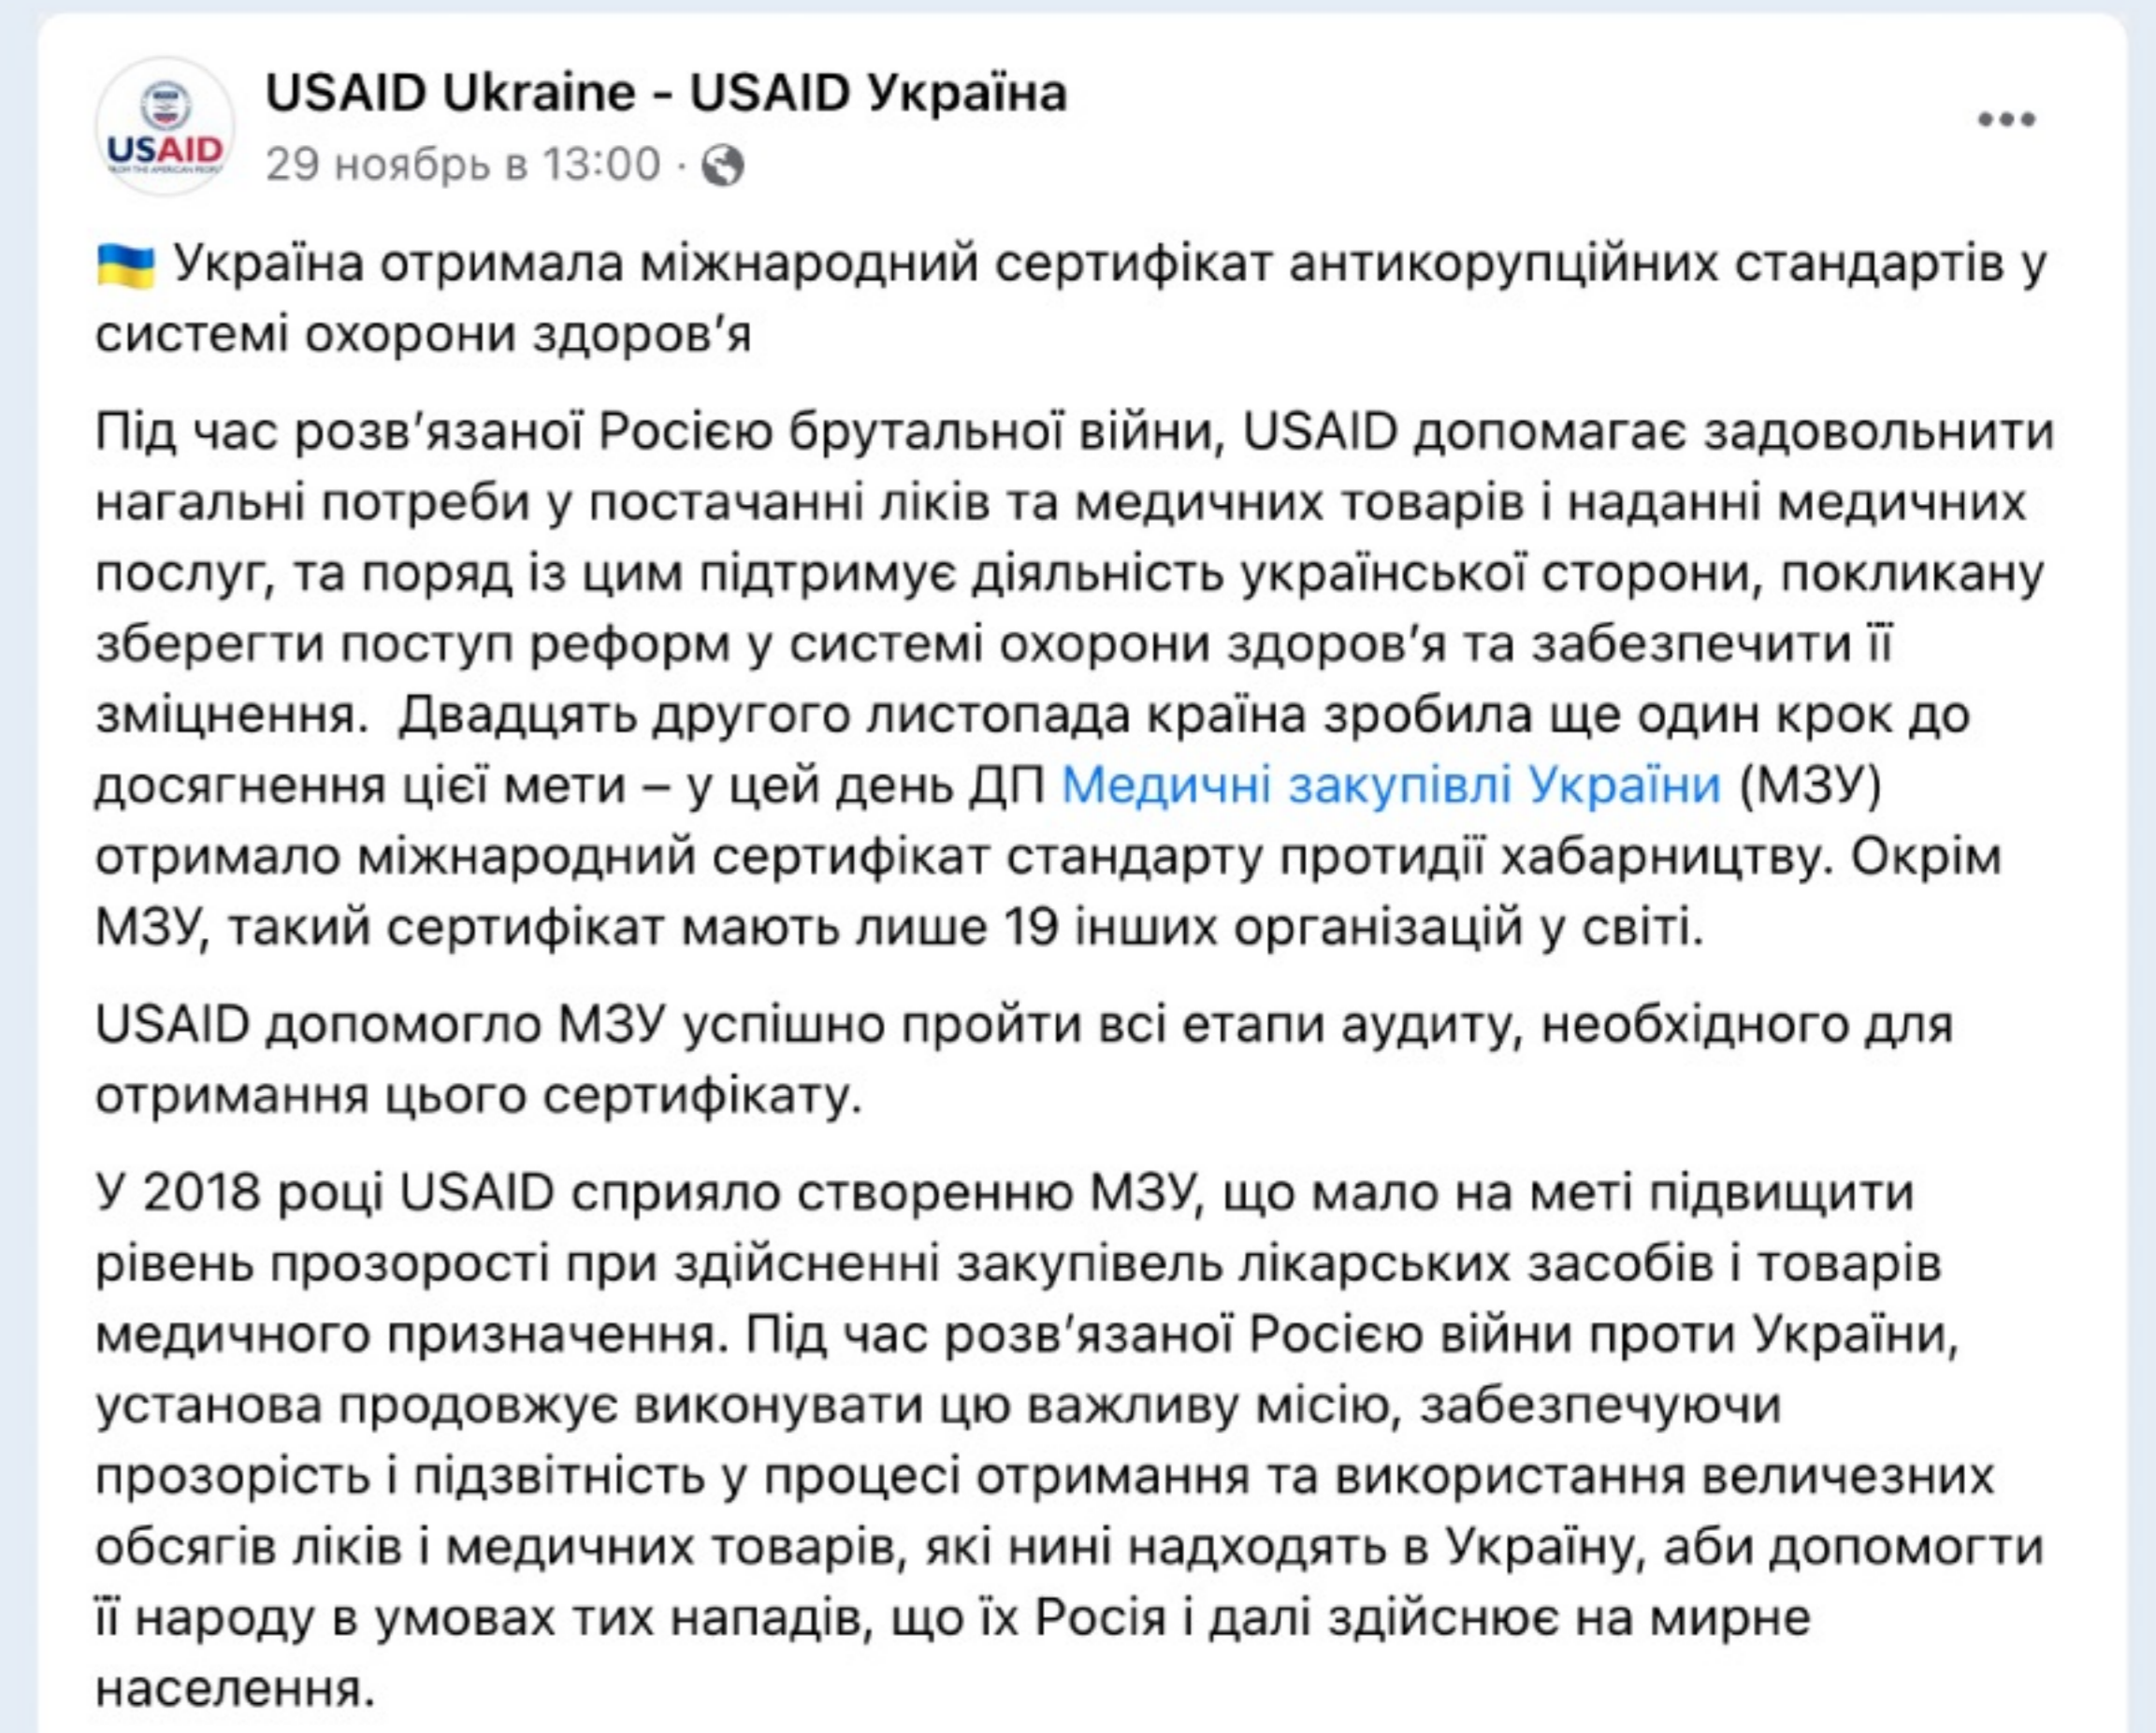 USAID Ukraine - USAID Україна
29 ноябрь в 13:00 ·
USAID
FROM THE AMERICAN PEOPLE
🇺🇦 Україна отримала міжнародний сертифікат антикорупційних стандартів у
системі охорони здоров’я
Під час розв’язаної Росією брутальної війни, USAID допомагає задовольнити
нагальні потреби у постачанні ліків та медичних товарів і наданні медичних
послуг, та поряд із цим підтримує діяльність української сторони, покликану
зберегти поступ реформ у системі охорони здоров’я та забезпечити її
зміцнення.  Двадцять другого листопада країна зробила ще один крок до
досягнення цієї мети – у цей день ДП Медичні закупівлі України (МЗУ)
отримало міжнародний сертифікат стандарту протидії хабарництву. Окрім
МЗУ, такий сертифікат мають лише 19 інших організацій у світі.
USAID допомогло МЗУ успішно пройти всі етапи аудиту, необхідного для
отримання цього сертифікату.
У 2018 році USAID сприяло створенню МЗУ, що мало на меті підвищити
рівень прозорості при здійсненні закупівель лікарських засобів і товарів
медичного призначення. Під час розв’язаної Росією війни проти України,
установа продовжує виконувати цю важливу місію, забезпечуючи
прозорість і підзвітність у процесі отримання та використання величезних
обсягів ліків і медичних товарів, які нині надходять в Україну, аби допомогти
її народу в умовах тих нападів, що їх Росія і далі здійснює на мирне
населення.